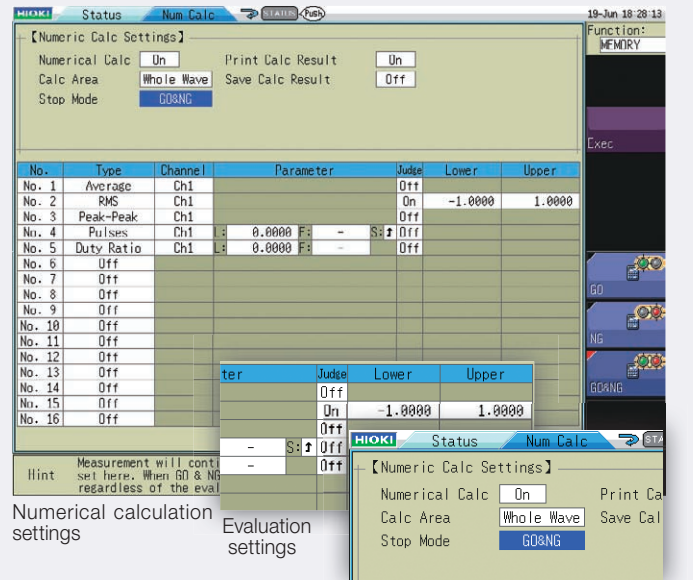 HIOKI Status Num Calc STATUS Push 19-Jun 18:28:13
Function:
MEMORY
【Numeric Calc Settings】
Numerical Calc On Print Calc Result On
Calc Area Whole Wave Save Calc Result Off
Stop Mode GO&NG
Exec
No. Type Channel Parameter Judge Lower Upper
No. 1 Average Ch1 Off
No. 2 RMS Ch1 On -1.0000 1.0000
No. 3 Peak-Peak Ch1 Off
No. 4 Pulses Ch1 L: 0.0000 F: - S:↑ Off
No. 5 Duty Ratio Ch1 L: 0.0000 F: - Off
No. 6 Off
No. 7 Off
No. 8 Off
No. 9 Off
No. 10 Off
No. 11 Off
No. 12 Off
No. 13 Off
No. 14 Off
No. 15 Off
No. 16 Off
GO
NG
GO&NG
Hint
Measurement will conti
set here. When GO & NG
regardless of the eval
ter Judge Lower Upper
Off
On -1.0000 1.0000
Off
- S:↑ Off
- Off
HIOKI Status Num Calc STA
【Numeric Calc Settings】
Numerical Calc On Print Ca
Calc Area Whole Wave Save Cal
Stop Mode GO&NG
Numerical calculation
settings
Evaluation
settings